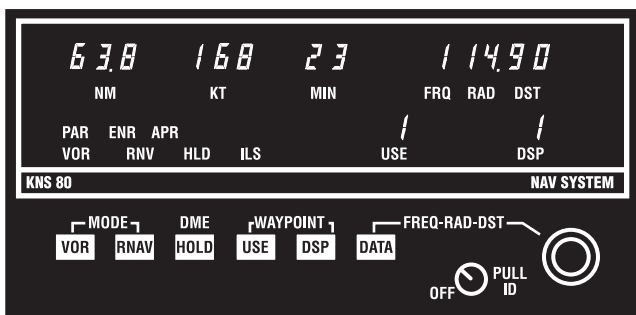 63.8 168 23 114.90
NM KT MIN FRQ RAD DST
PAR ENR APR 1 1
VOR RNV HLD ILS USE DSP
KNS 80 NAV SYSTEM
MODE DME WAYPOINT FREQ-RAD-DST
VOR RNAV HOLD USE DSP DATA
OFF PULL ID